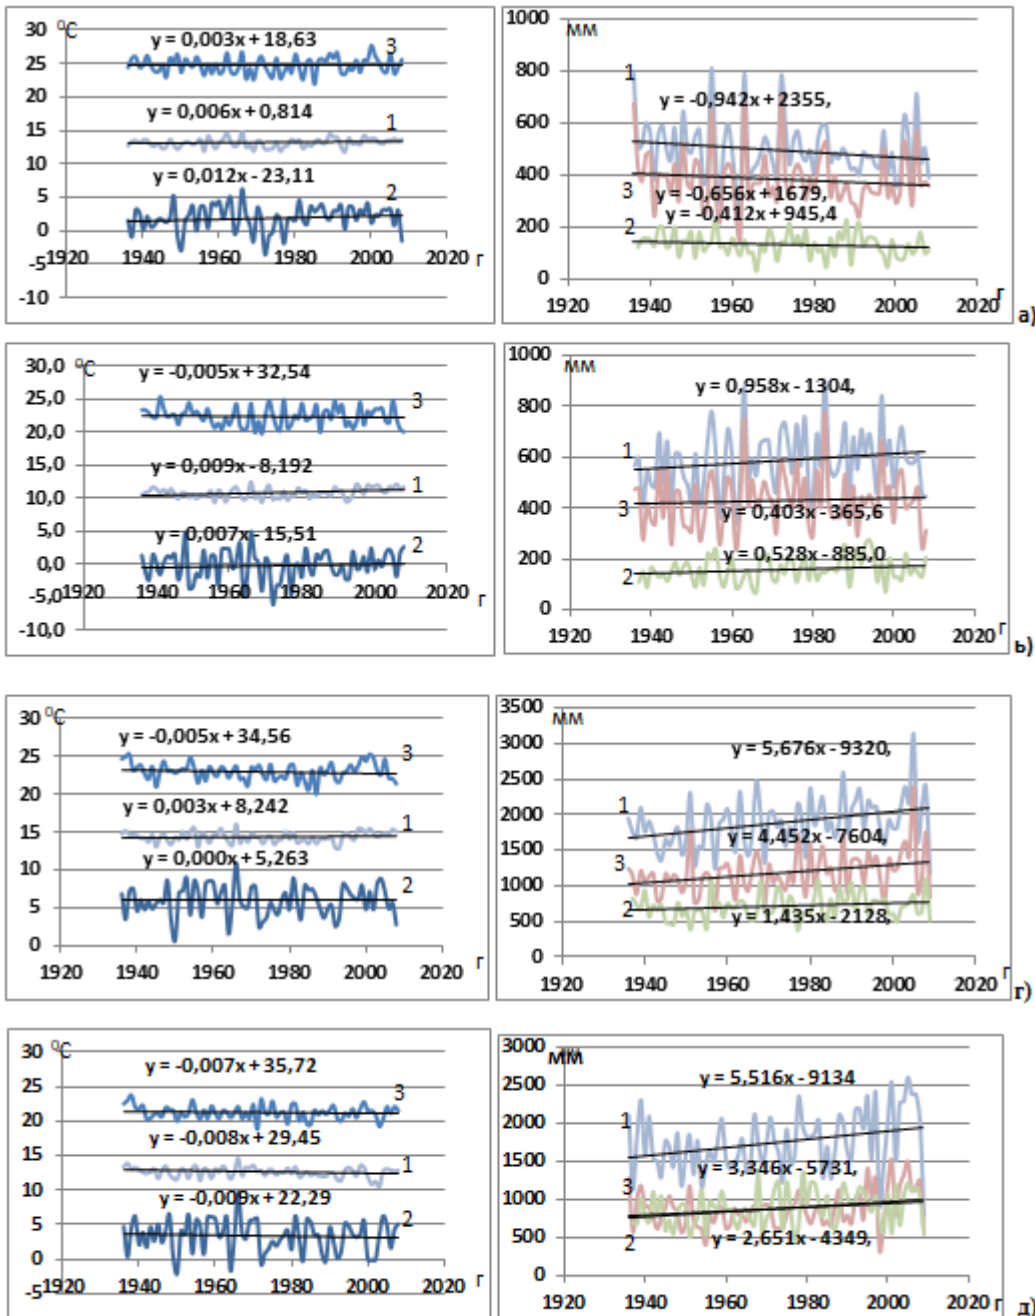 30 ⁰C
25
20
15
10
5
0
-5
-10
1920 1940 1960 1980 2000 2020 г
y = 0,003x + 18,63
3
y = 0,006x + 0,814
1
y = 0,012x - 23,11
2
1000
800
600
400
200
0
мм
1920 1940 1960 1980 2000 2020 г
1
y = -0,942x + 2355,
3
y = -0,656x + 1679,
y = -0,412x + 945,4
2
а)
30,0 ⁰C
25,0
20,0
15,0
10,0
5,0
0,0
-5,0
-10,0
1920 1940 1960 1980 2000 2020 г
y = -0,005x + 32,54
3
y = 0,009x - 8,192
1
y = 0,007x - 15,51
2
1000
800
600
400
200
0
мм
1920 1940 1960 1980 2000 2020 г
y = 0,958x - 1304,
1
3
y = 0,403x - 365,6
y = 0,528x - 885,0
2
ь)
30 ⁰C
25
20
15
10
5
0
1920 1940 1960 1980 2000 2020 г
y = -0,005x + 34,56
3
y = 0,003x + 8,242
1
y = 0,000x + 5,263
2
3500
3000
2500
2000
1500
1000
500
0
мм
1920 1940 1960 1980 2000 2020 г
y = 5,676x - 9320,
1
y = 4,452x - 7604,
3
2
y = 1,435x - 2128,
г)
30 ⁰C
25
20
15
10
5
0
-5
1920 1940 1960 1980 2000 2020 г
y = -0,007x + 35,72
3
y = -0,008x + 29,45
1
y = -0,009x + 22,29
2
3000
2500
2000
1500
1000
500
0
мм
1920 1940 1960 1980 2000 2020 г
y = 5,516x - 9134
1
y = 3,346x - 5731,
3
2
y = 2,651x - 4349,
д)